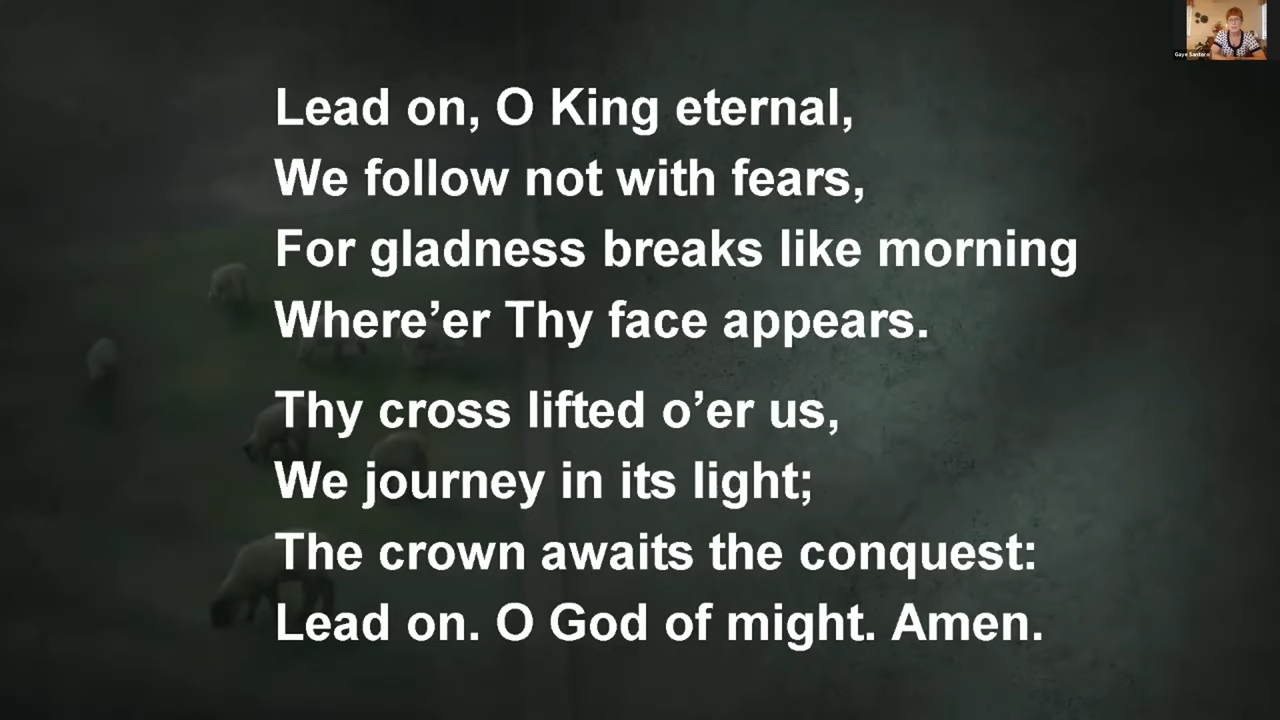 Lead on, O King eternal,
We follow not with fears,
For gladness breaks like morning
Where’er Thy face appears.
Thy cross lifted o’er us,
We journey in its light;
The crown awaits the conquest:
Lead on. O God of might. Amen.
Gaye Santoro